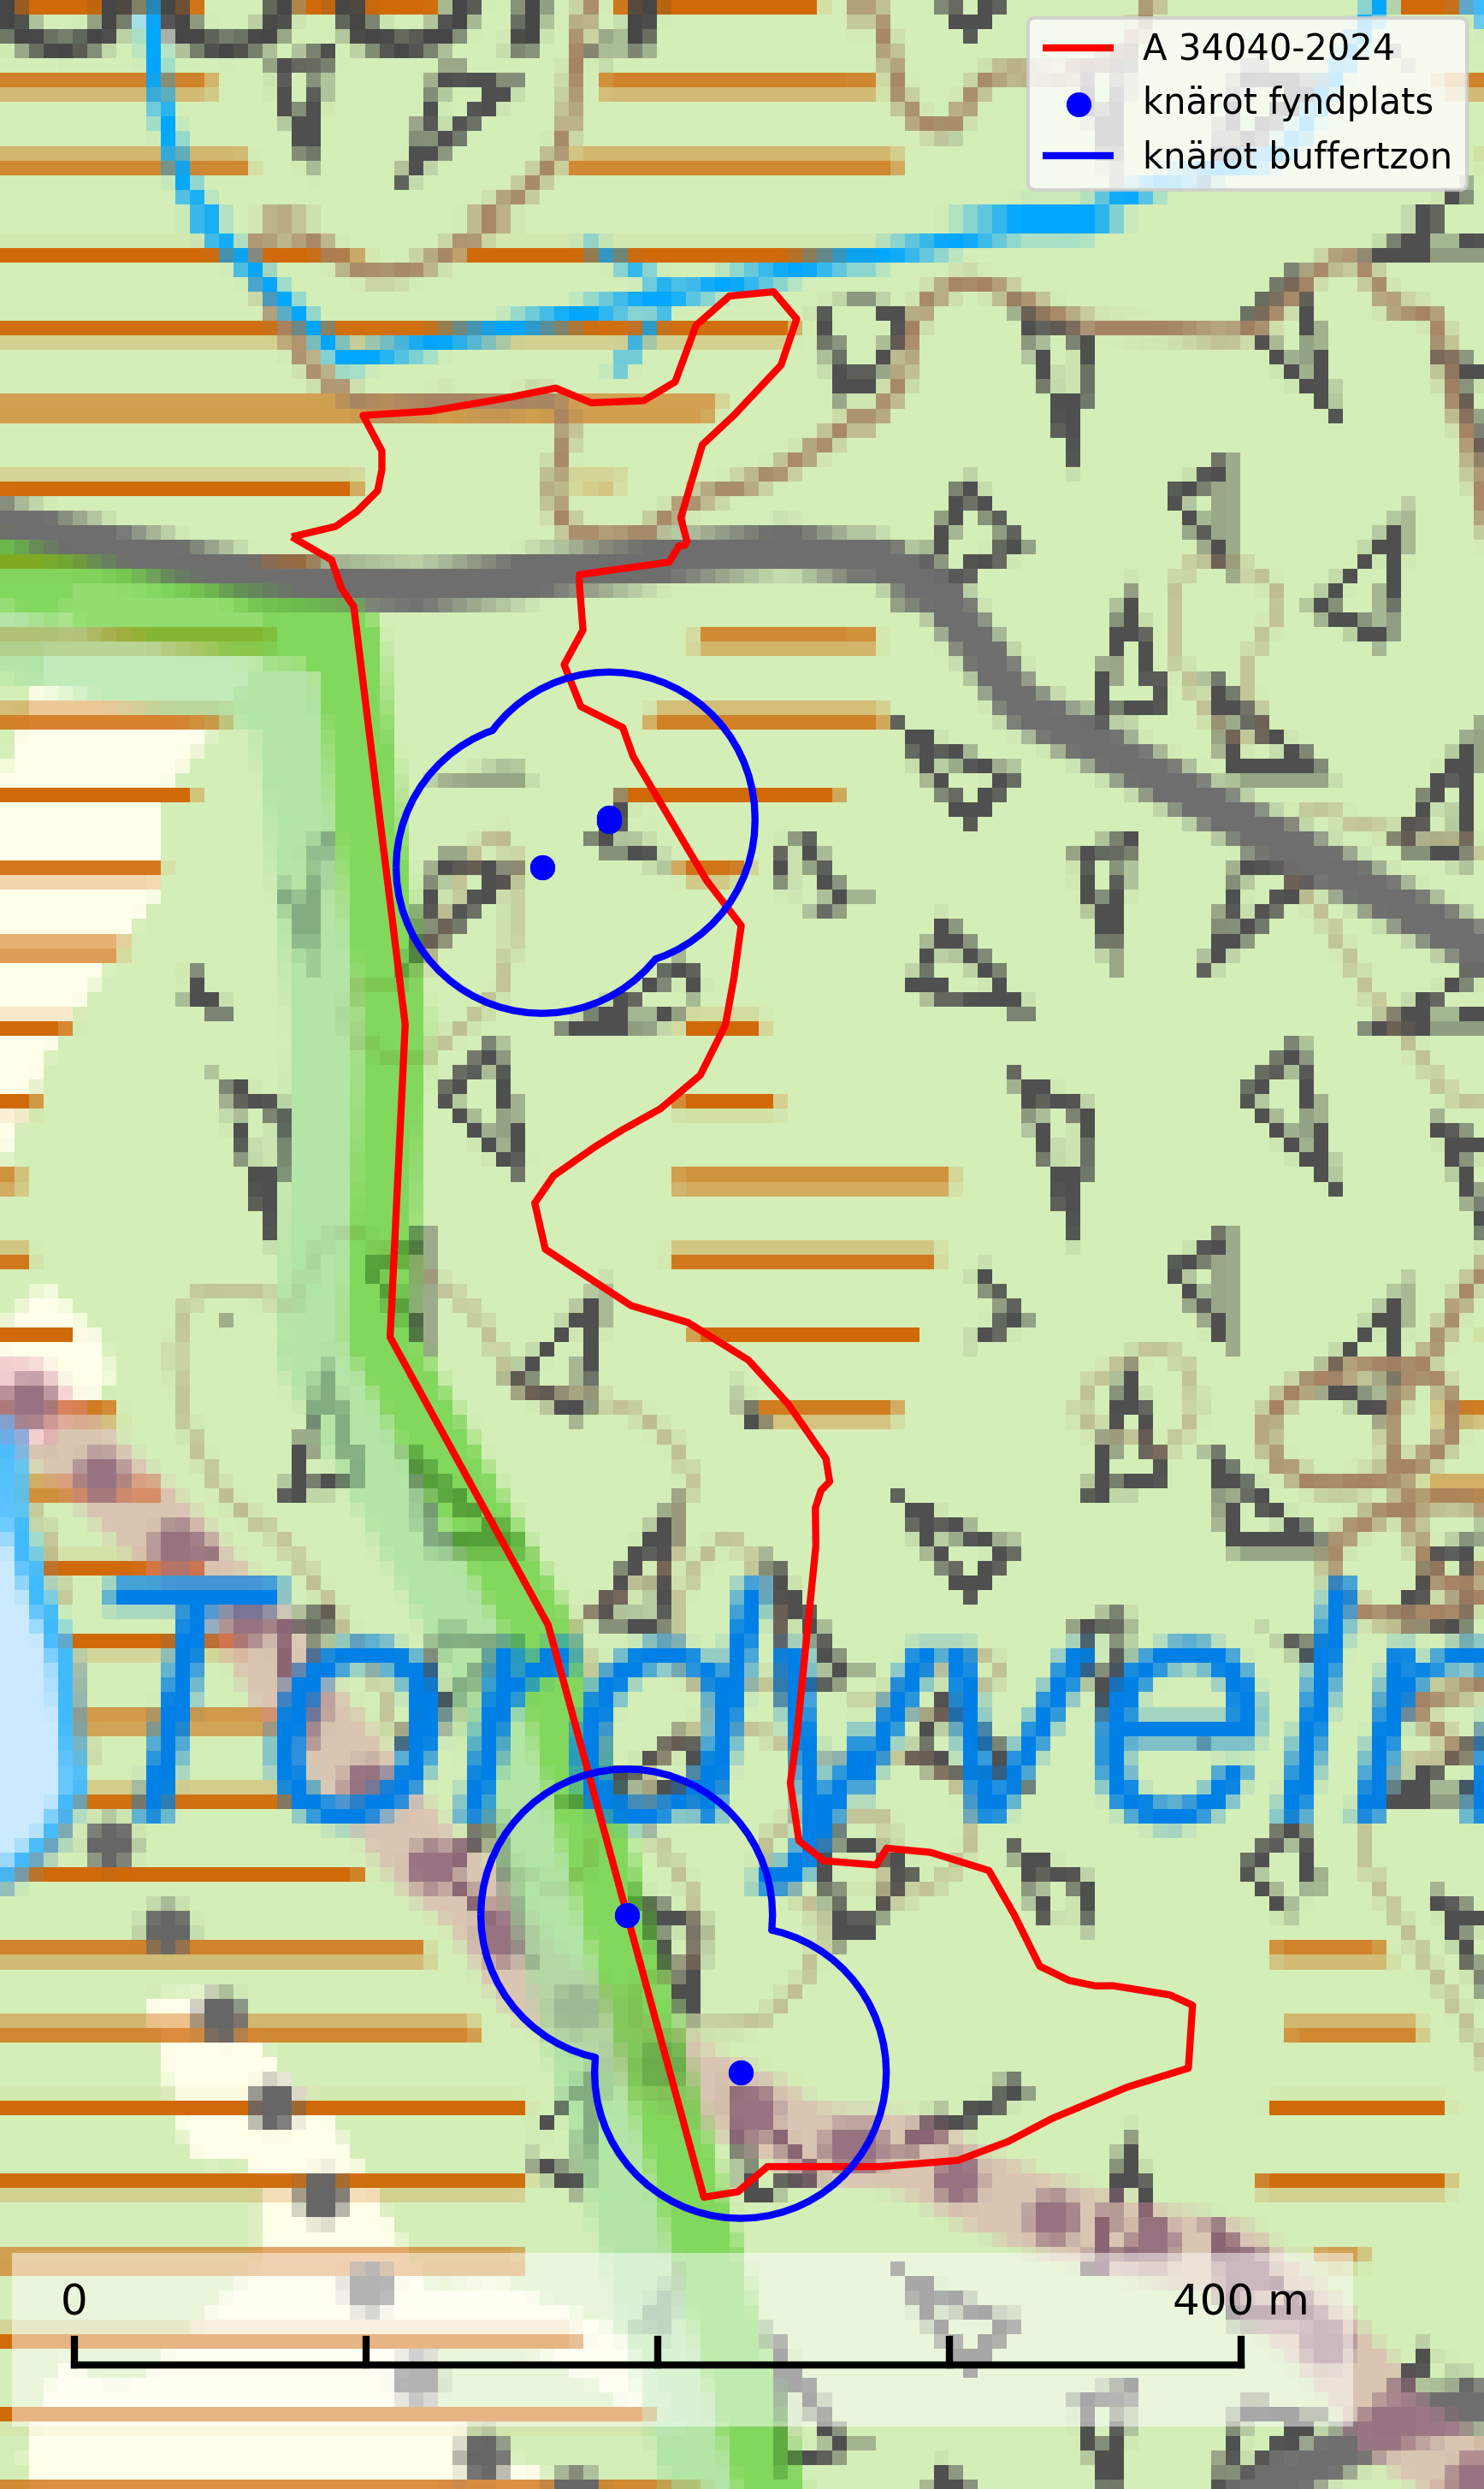 A 34040-2024
knärot fyndplats
knärot buffertzon
0
400 m